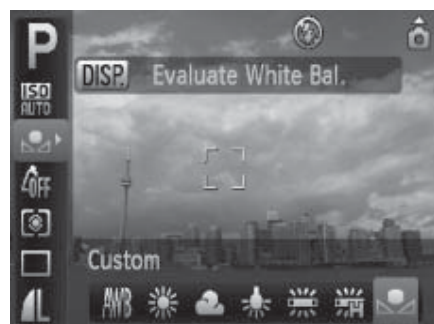 P
DISP. Evaluate White Bal.
ISO
AUTO
OFF
Custom
AWB
H
L